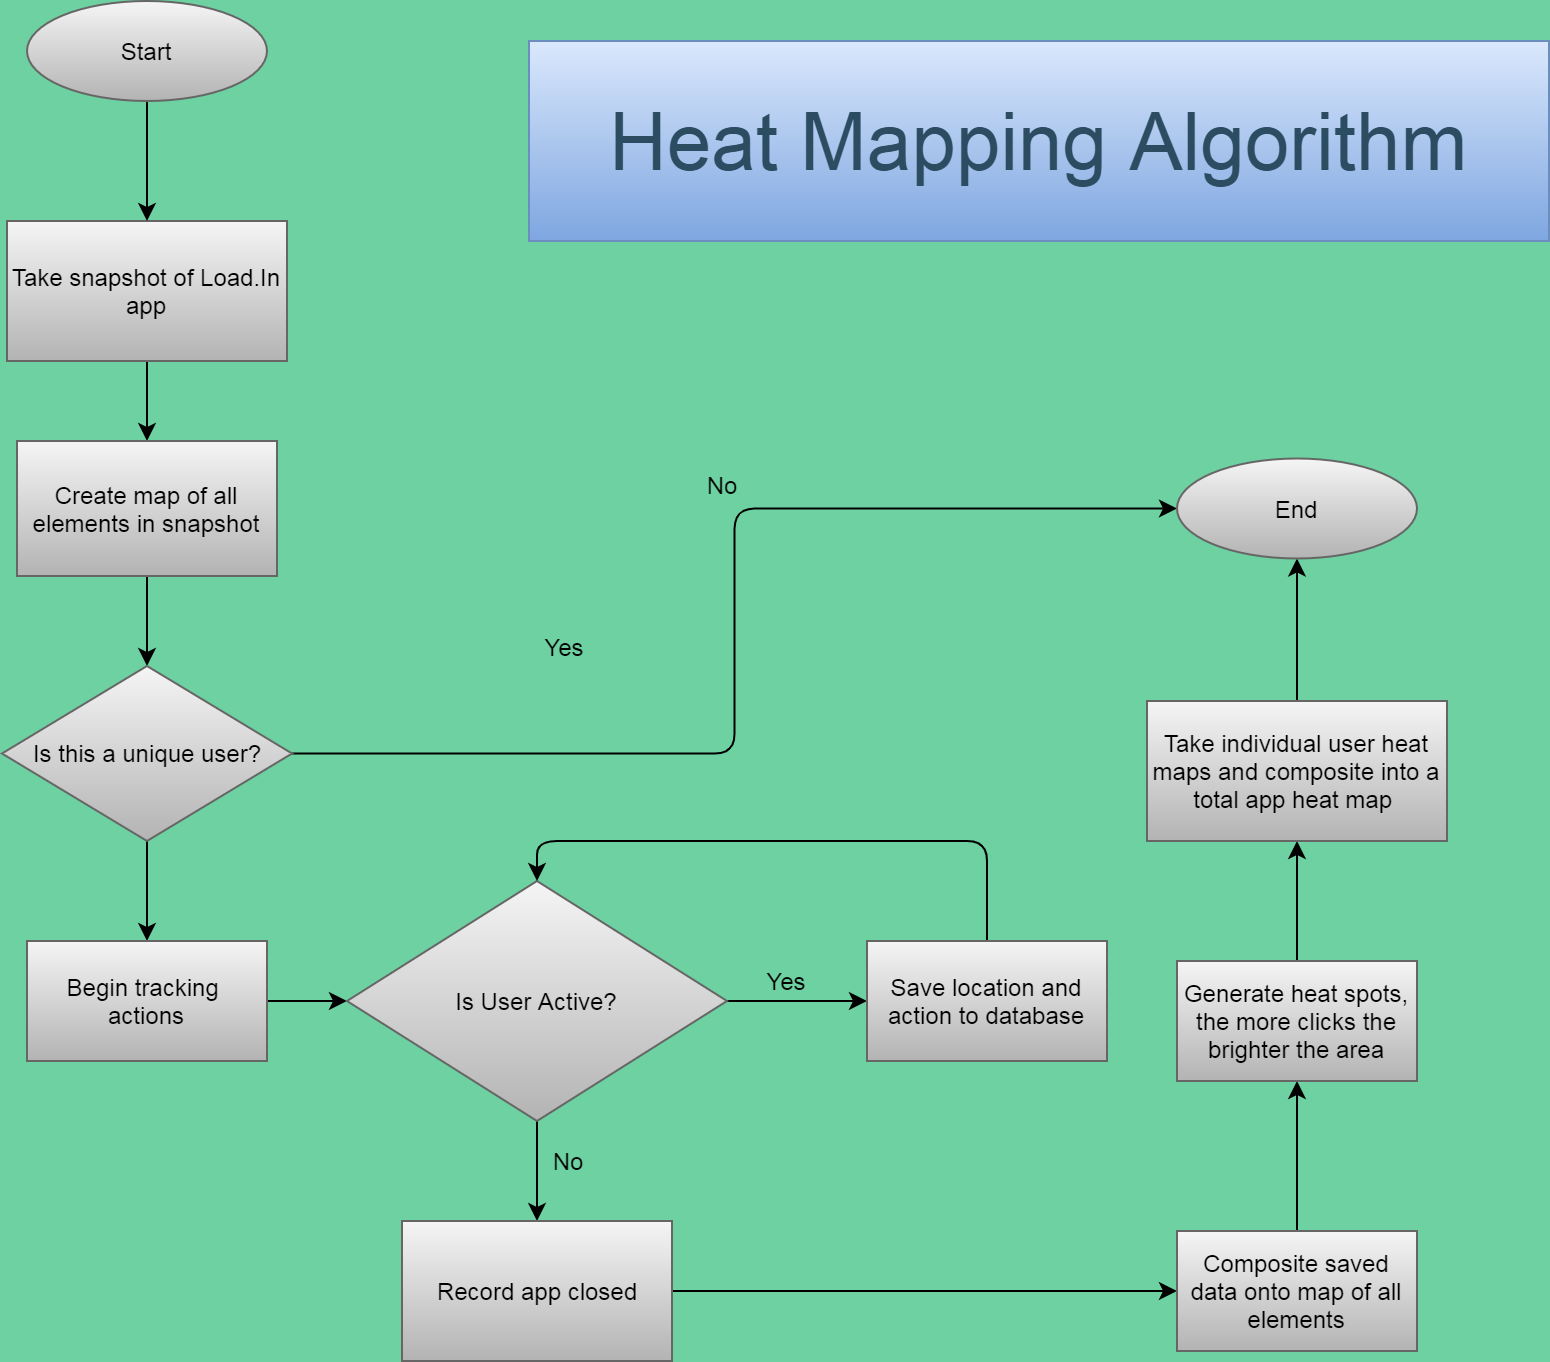 Start
Heat Mapping Algorithm
Take snapshot of Load.In
app
Create map of all
elements in snapshot
No
End
Yes
Is this a unique user?
Take individual user heat
maps and composite into a
total app heat map
Begin tracking
actions
Is User Active?
Yes
Save location and
action to database
Generate heat spots,
the more clicks the
brighter the area
No
Record app closed
Composite saved
data onto map of all
elements